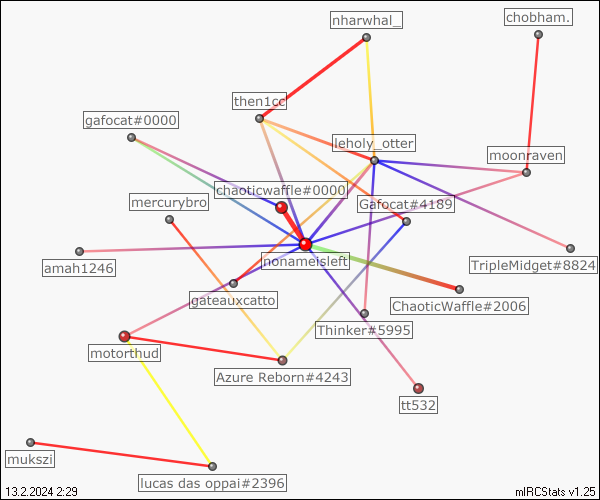 nharwhal_
chobham.
then1cc
gafocat#0000
leholy_otter
moonraven
chaoticwaffle#0000
mercurybro
Gafocat#4189
nonameisleft
amah1246
TripleMidget#8824
gateauxcatto
ChaoticWaffle#2006
Thinker#5995
motorthud
Azure Reborn#4243
tt532
mukszi
lucas das oppai#2396
13.2.2024 2:29
mIRCStats v1.25